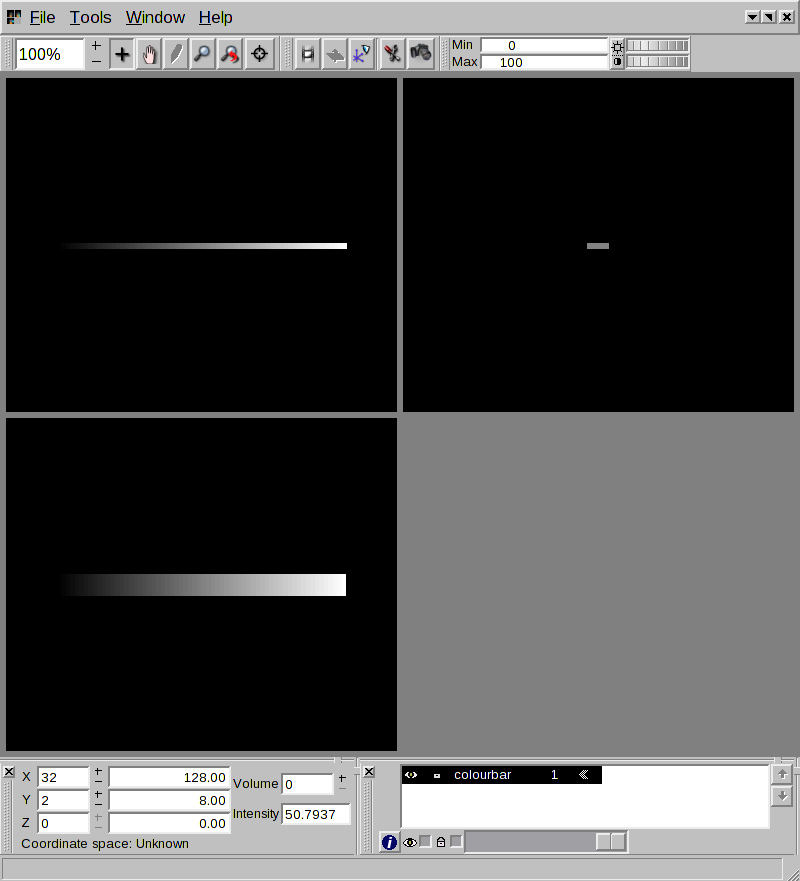 File Tools Window Help
100% + − Min 0
Max 100
X 32 128.00 Volume 0
Y 2 8.00
Intensity 50.7937
Z 0 0.00
Coordinate space: Unknown
colourbar 1
i